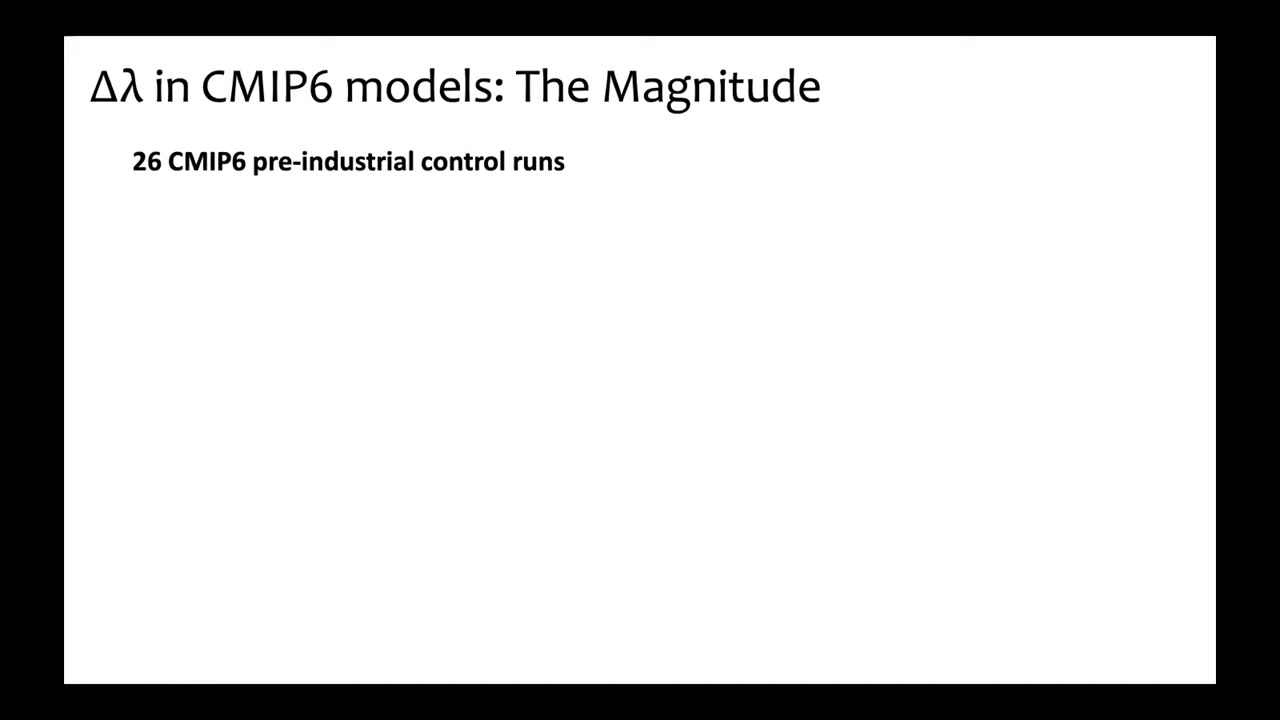 Δλ in CMIP6 models: The Magnitude
26 CMIP6 pre-industrial control runs